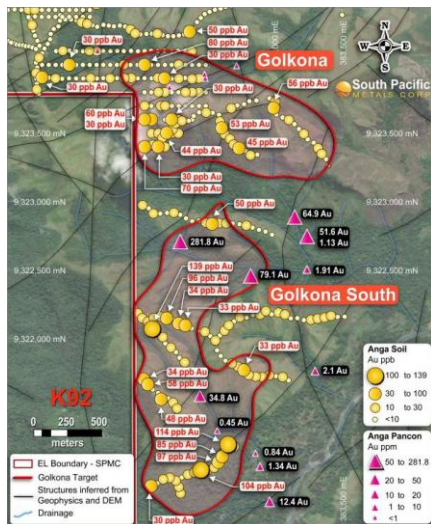 50 ppb Au
30 ppb Au
80 ppb Au
30 ppb Au
Golkona
N
W E
S
363,500 mE
South Pacific
METALS CORP
30 ppb Au
30 ppb Au
56 ppb Au
60 ppb Au
30 ppb Au
9,323,500 mN
53 ppb Au
45 ppb Au
44 ppb Au
30 ppb Au
70 ppb Au
9,323,000 mN
50 ppb Au
64.9 Au
281.8 Au
51.6 Au
1.13 Au
139 ppb Au
96 ppb Au
34 ppb Au
79.1 Au
1.91 Au
9,322,500 mN
Golkona South
33 ppb Au
9,322,000 mN
33 ppb Au
34 ppb Au
58 ppb Au
2.1 Au
K92
34.8 Au
48 ppb Au
0.45 Au
114 ppb Au
85 ppb Au
97 ppb Au
0.84 Au
1.34 Au
104 ppb Au
12.4 Au
30 ppb Au
0 500
meters
EL Boundary - SPMC
Golkona Target
Structures inferred from
Geophysics and DEM
Drainage
Anga Soil
Au ppb
100 to 139
30 to 100
10 to 30
<10
Anga Pancon
Au ppm
50 to 281.8
20 to 50
10 to 20
1 to 10
<1